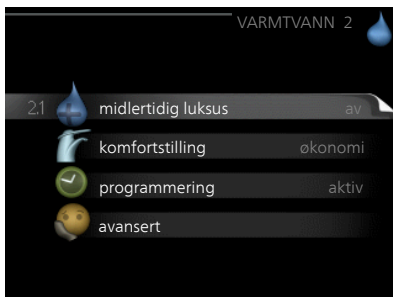 VARMTVANN 2
2.1 midlertidig luksus av
komfortstilling økonomi
programmering aktiv
avansert